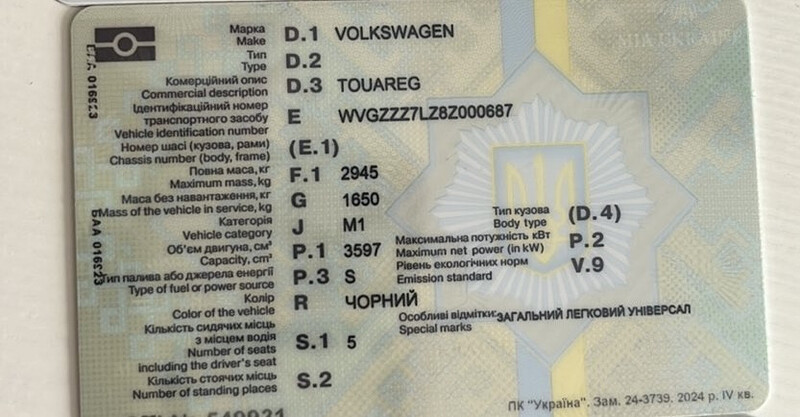 Марка D.1 VOLKSWAGEN
Make
Тип D.2
Type
Комерційний опис D.3 TOUAREG
Commercial description
Ідентифікаційний номер
транспортного засобу E WVGZZZ7LZ8Z000687
Vehicle identification number
Номер шасі (кузова, рами) (E.1)
Chassis number (body, frame)
Повна маса, кг F.1 2945
Maximum mass, kg
Маса без навантаження, кг G 1650
Mass of the vehicle in service, kg
Категорія J M1
Vehicle category
Об'єм двигуна, см³ P.1 3597
Capacity, cm³
Тип палива або джерела енергії P.3 S
Type of fuel or power source
Колір R ЧОРНИЙ
Color of the vehicle
Кількість сидячих місць
з місцем водія S.1 5
Number of seats
including the driver's seat
Кількість стоячих місць S.2
Number of standing places
Тип кузова (D.4)
Body type
Максимальна потужність кВт P.2
Maximum net power (in kW)
Рівень екологічних норм V.9
Emission standard
Особливі відмітки: ЗАГАЛЬНИЙ ЛЕГКОВИЙ УНІВЕРСАЛ
Special marks
ПК "Україна". Зам. 24-3739. 2024 р. IV кв.